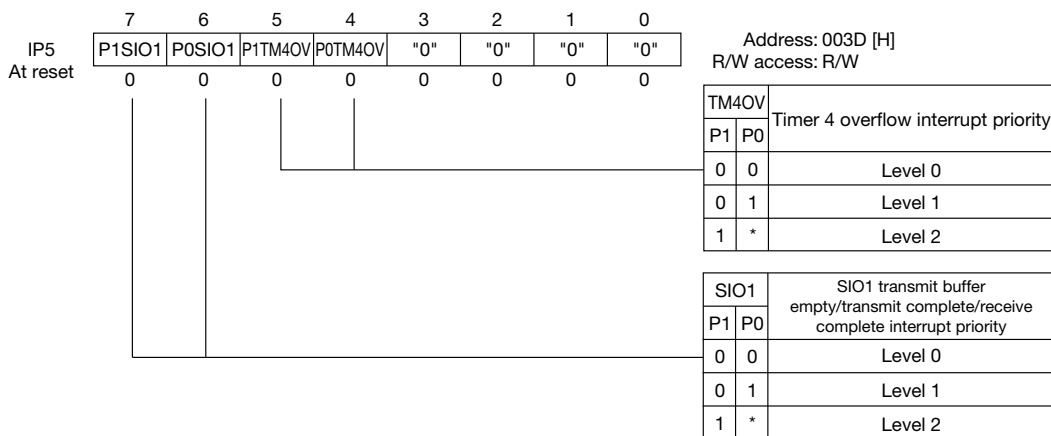 7 6 5 4 3 2 1 0
IP5 P1SIO1 P0SIO1 P1TM4OV P0TM4OV "0" "0" "0" "0"
At reset 0 0 0 0 0 0 0 0
Address: 003D [H]
R/W access: R/W
TM4OV Timer 4 overflow interrupt priority
P1 P0
0 0 Level 0
0 1 Level 1
1 * Level 2
SIO1 SIO1 transmit buffer
empty/transmit complete/receive
P1 P0 complete interrupt priority
0 0 Level 0
0 1 Level 1
1 * Level 2